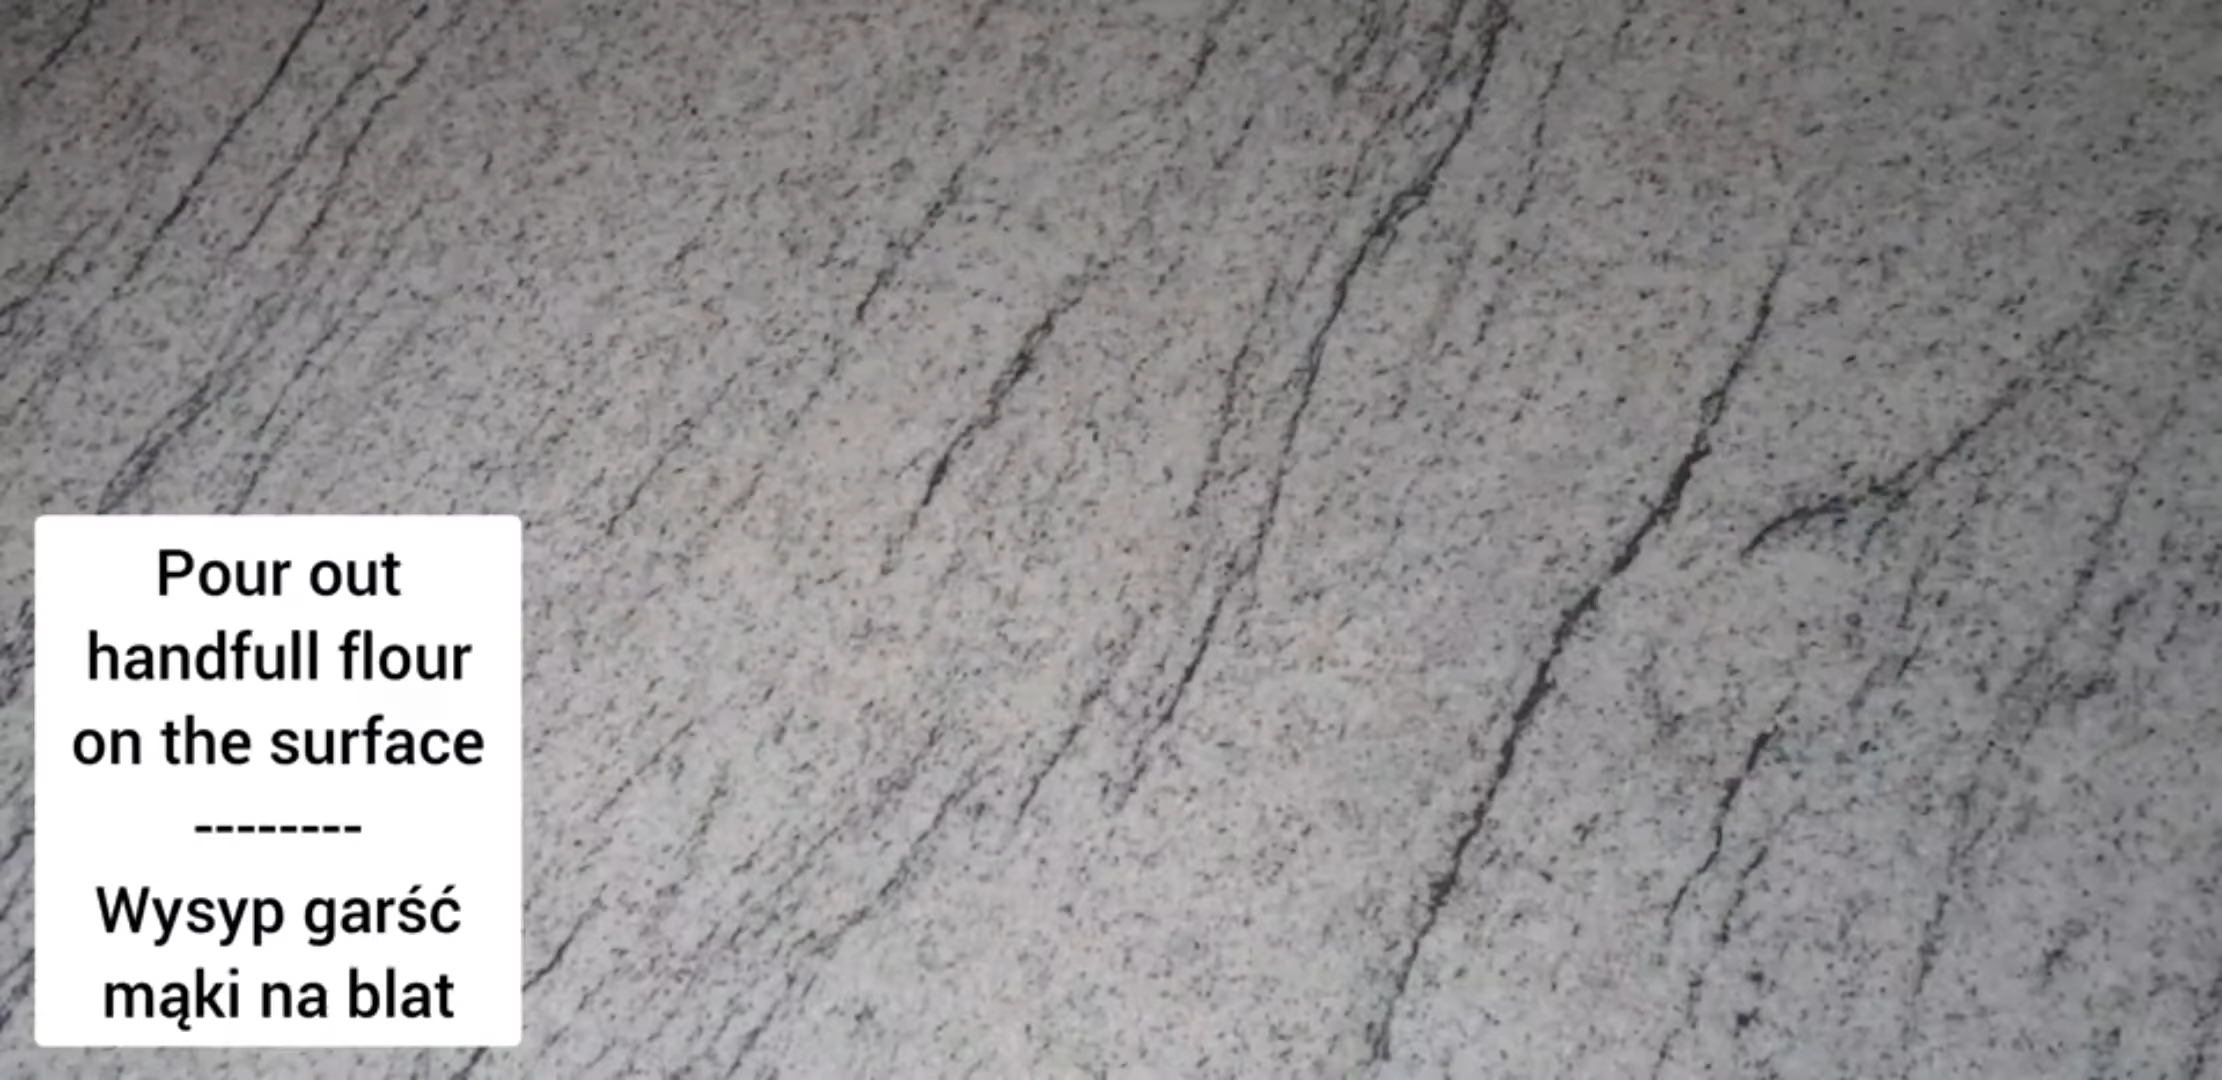 Pour out
handfull flour
on the surface
--------
Wysyp garść
mąki na blat